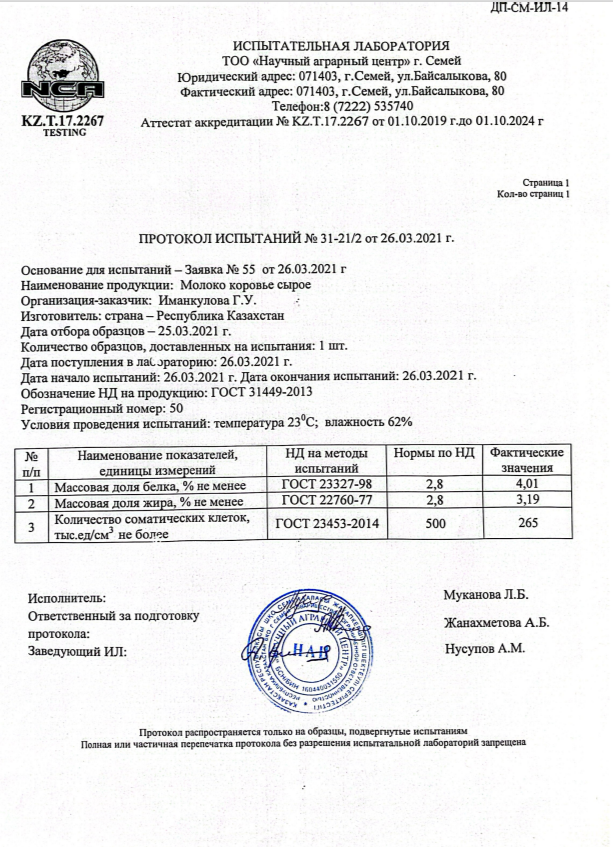 ДП-СМ-ИЛ-14
ИСПЫТАТЕЛЬНАЯ ЛАБОРАТОРИЯ
ТОО «Научный аграрный центр» г. Семей
Юридический адрес: 071403, г.Семей, ул.Байсалыкова, 80
Фактический адрес: 071403, г.Семей, ул.Байсалыкова, 80
Телефон:8 (7222) 535740
Аттестат аккредитации № KZ.T.17.2267 от 01.10.2019 г.до 01.10.2024 г
NCA
KZ.T.17.2267
TESTING
Страница 1
Кол-во страниц 1
ПРОТОКОЛ ИСПЫТАНИЙ № 31-21/2 от 26.03.2021 г.
Основание для испытаний – Заявка № 55 от 26.03.2021 г
Наименование продукции: Молоко коровье сырое
Организация-заказчик: Иманкулова Г.У.
Изготовитель: страна – Республика Казахстан
Дата отбора образцов – 25.03.2021 г.
Количество образцов, доставленных на испытания: 1 шт.
Дата поступления в лабораторию: 26.03.2021 г.
Дата начало испытаний: 26.03.2021 г. Дата окончания испытаний: 26.03.2021 г.
Обозначение НД на продукцию: ГОСТ 31449-2013
Регистрационный номер: 50
Условия проведения испытаний: температура 23⁰С; влажность 62%
№ п/п Наименование показателей, единицы измерений НД на методы испытаний Нормы по НД Фактические значения
1 Массовая доля белка, % не менее ГОСТ 23327-98 2,8 4,01
2 Массовая доля жира, % не менее ГОСТ 22760-77 2,8 3,19
3 Количество соматических клеток, тыс.ед/см³ не более ГОСТ 23453-2014 500 265
Исполнитель: Муканова Л.Б.
Ответственный за подготовку
протокола: Жанахметова А.Б.
Заведующий ИЛ: Нусупов А.М.
НАЦ
Протокол распространяется только на образцы, подвергнутые испытаниям
Полная или частичная перепечатка протокола без разрешения испытатальной лабораторий запрещена